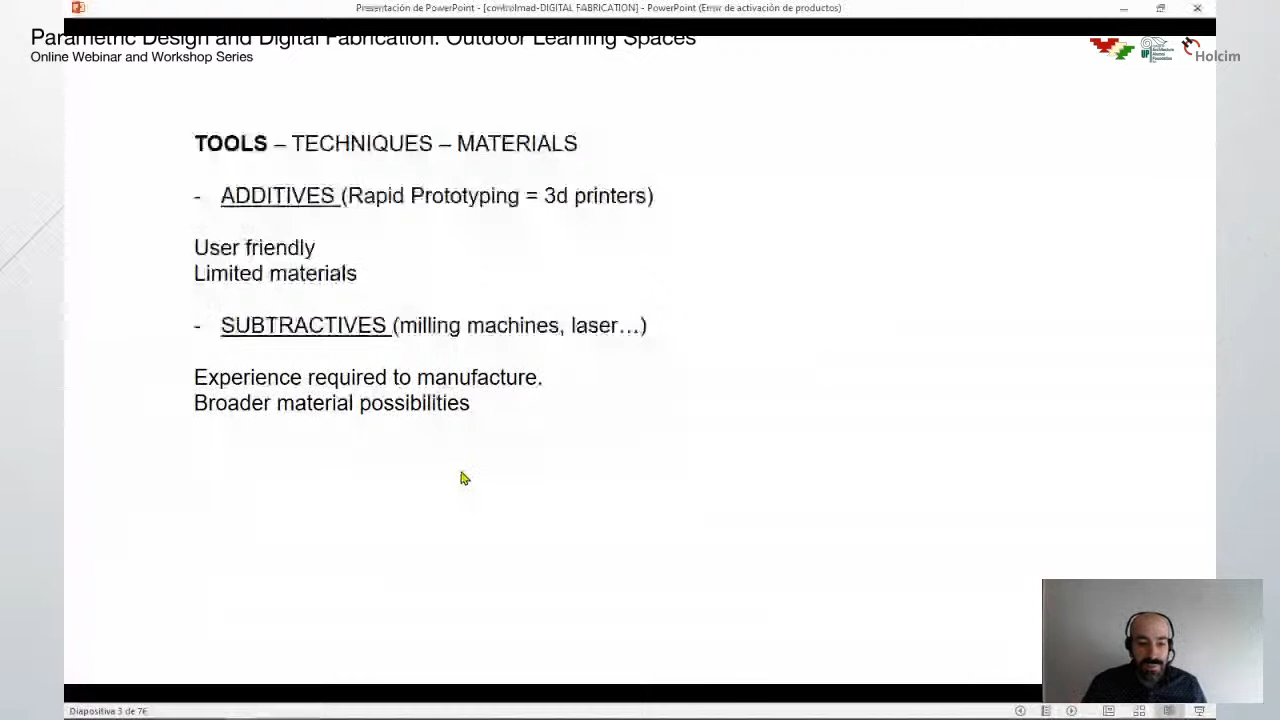 Presentación de PowerPoint - [controlmad-DIGITAL FABRICATION] - PowerPoint (Error de activación de productos)
Parametric Design and Digital Fabrication: Outdoor Learning Spaces
Online Webinar and Workshop Series
UP
Holcim
TOOLS – TECHNIQUES – MATERIALS
- ADDITIVES (Rapid Prototyping = 3d printers)
User friendly
Limited materials
- SUBTRACTIVES (milling machines, laser…)
Experience required to manufacture.
Broader material possibilities
Diapositiva 3 de 76